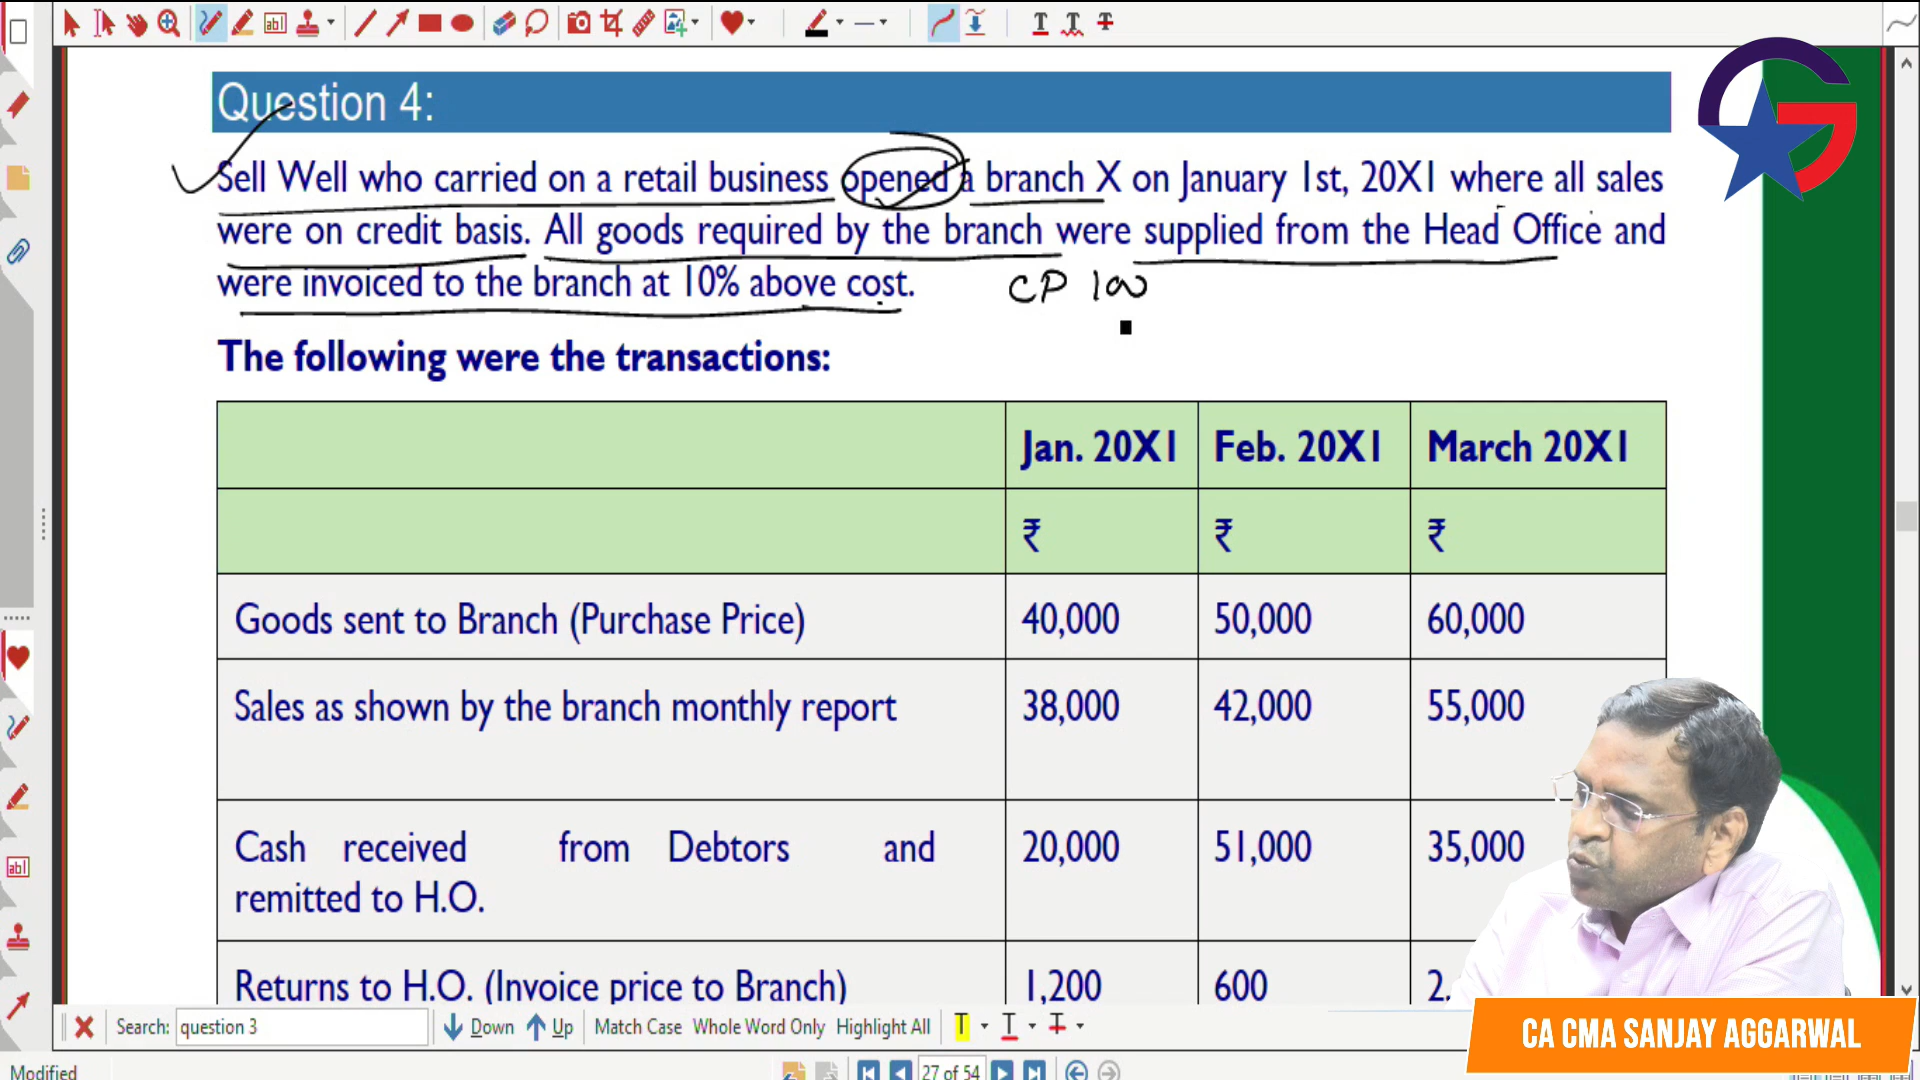 Question 4:
Sell Well who carried on a retail business opened a branch X on January 1st, 20X1 where all sales
were on credit basis. All goods required by the branch were supplied from the Head Office and
were invoiced to the branch at 10% above cost.
CP 100
The following were the transactions:
Jan. 20X1 Feb. 20X1 March 20X1
₹ ₹ ₹
Goods sent to Branch (Purchase Price) 40,000 50,000 60,000
Sales as shown by the branch monthly report 38,000 42,000 55,000
Cash received from Debtors and
remitted to H.O. 20,000 51,000 35,000
Returns to H.O. (Invoice price to Branch) 1,200 600
CA CMA SANJAY AGGARWAL
Search: question 3 Down Up Match Case Whole Word Only Highlight All
Modified 27 of 54